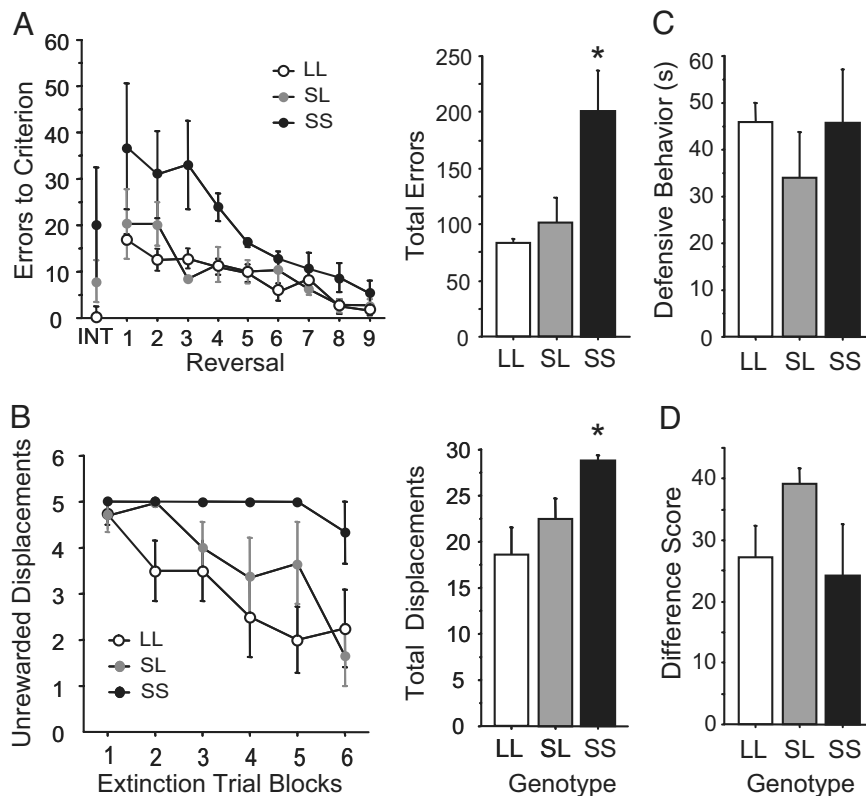 A
Errors to Criterion
60
50
40
30
20
10
0
LL
SL
SS
INT 1 2 3 4 5 6 7 8 9
Reversal
Total Errors
250
200
150
100
50
0
*
LL SL SS
C
Defensive Behavior (s)
60
50
40
30
20
10
0
LL SL SS
B
Unrewarded Displacements
6
5
4
3
2
1
0
LL
SL
SS
1 2 3 4 5 6
Extinction Trial Blocks
Total Displacements
30
25
20
15
10
5
0
*
LL SL SS
Genotype
D
Difference Score
40
30
20
10
0
LL SL SS
Genotype